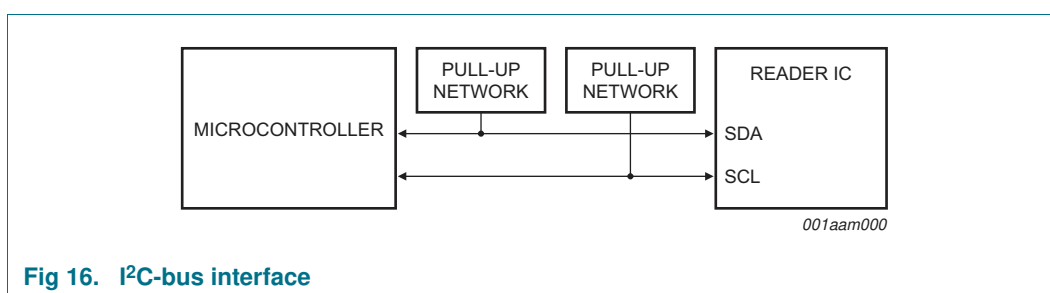 PULL-UP
NETWORK
PULL-UP
NETWORK
READER IC
MICROCONTROLLER
SDA
SCL
001aam000
Fig 16. I²C-bus interface